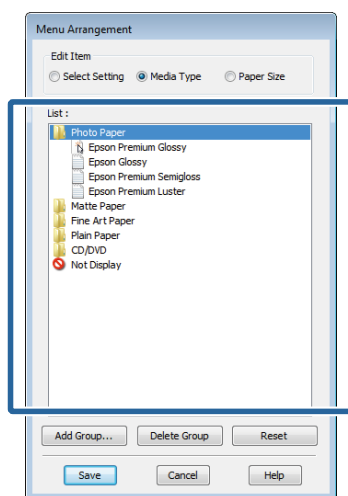 Menu Arrangement
Edit Item
Select Setting Media Type Paper Size
List :
Photo Paper
Epson Premium Glossy
Epson Glossy
Epson Premium Semigloss
Epson Premium Luster
Matte Paper
Fine Art Paper
Plain Paper
CD/DVD
Not Display
Add Group... Delete Group Reset
Save Cancel Help